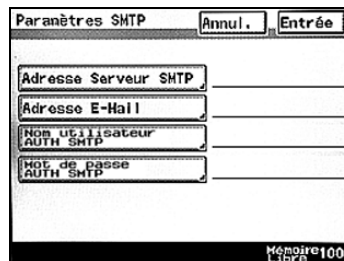 Paramètres SMTP
Annul.
Entrée
Adresse Serveur SMTP
Adresse E-Mail
Nom utilisateur
AUTH SMTP
Mot de passe
AUTH SMTP
Mémoire
Libre 100